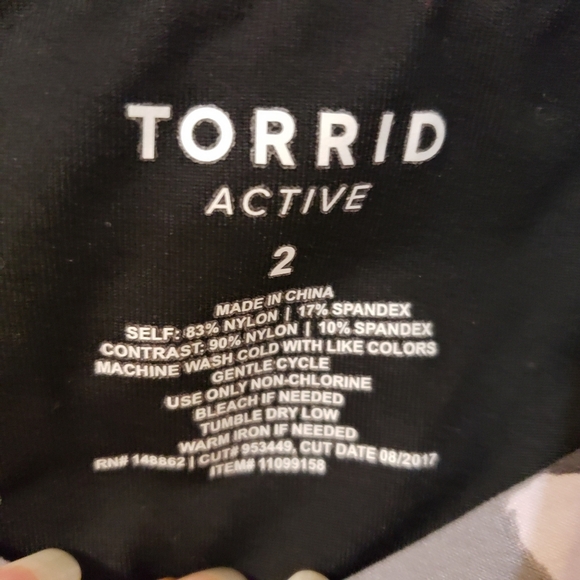 TORRID
ACTIVE
2
MADE IN CHINA
SELF: 83% NYLON | 17% SPANDEX
CONTRAST: 90% NYLON | 10% SPANDEX
MACHINE WASH COLD WITH LIKE COLORS
GENTLE CYCLE
USE ONLY NON-CHLORINE
BLEACH IF NEEDED
TUMBLE DRY LOW
WARM IRON IF NEEDED
RN# 148862 | CUT# 953449, CUT DATE 08/2017
ITEM# 11099158